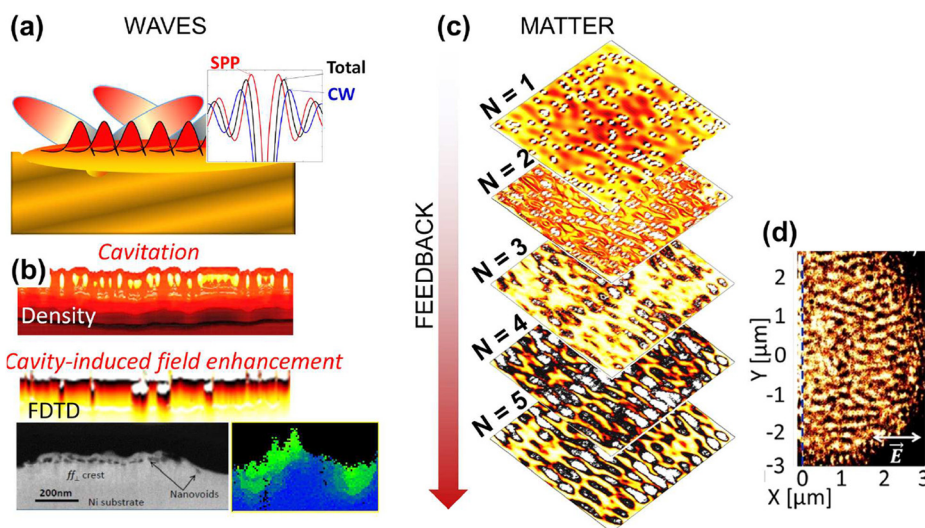 (a)
WAVES
SPP
Total
CW
(b)
Cavitation
Density
Cavity-induced field enhancement
FDTD
ff⊥ crest
Nanovoids
200nm
Ni substrate
(c)
MATTER
FEEDBACK
N = 1
N = 2
N = 3
N = 4
N = 5
(d)
Y [μm]
2
1
0
-1
-2
-3
E
0 1 2 3
X [μm]